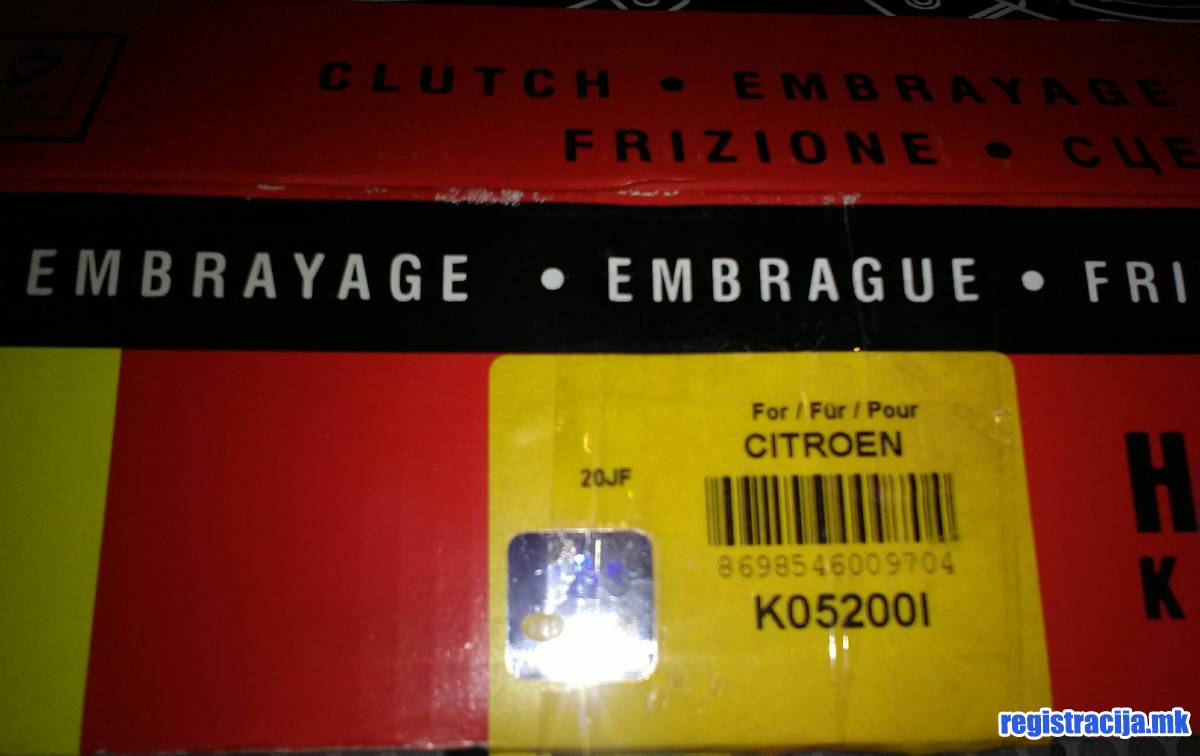 CLUTCH • EMBRAYAGE
FRIZIONE • СЦЕ
EMBRAYAGE • EMBRAGUE • FRI
For / Für / Pour
CITROEN
20JF
8698546009704
K05200I
H
K
registracija.mk